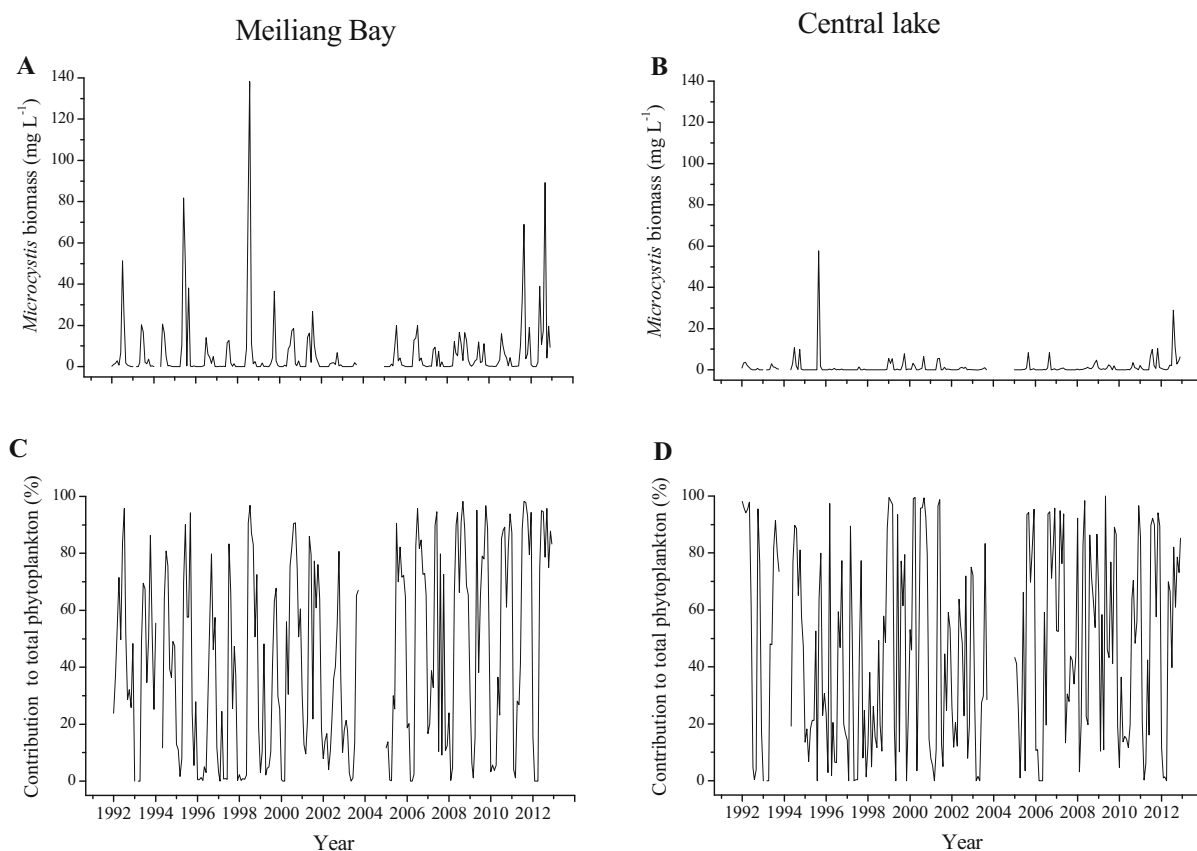 Meiliang Bay
Central lake
A
B
Microcystis biomass (mg L⁻¹)
140
120
100
80
60
40
20
0
Microcystis biomass (mg L⁻¹)
140
120
100
80
60
40
20
0
C
D
Contribution to total phytoplankton (%)
100
80
60
40
20
0
1992 1994 1996 1998 2000 2002 2004 2006 2008 2010 2012
Year
Contribution to total phytoplankton (%)
100
80
60
40
20
0
1992 1994 1996 1998 2000 2002 2004 2006 2008 2010 2012
Year